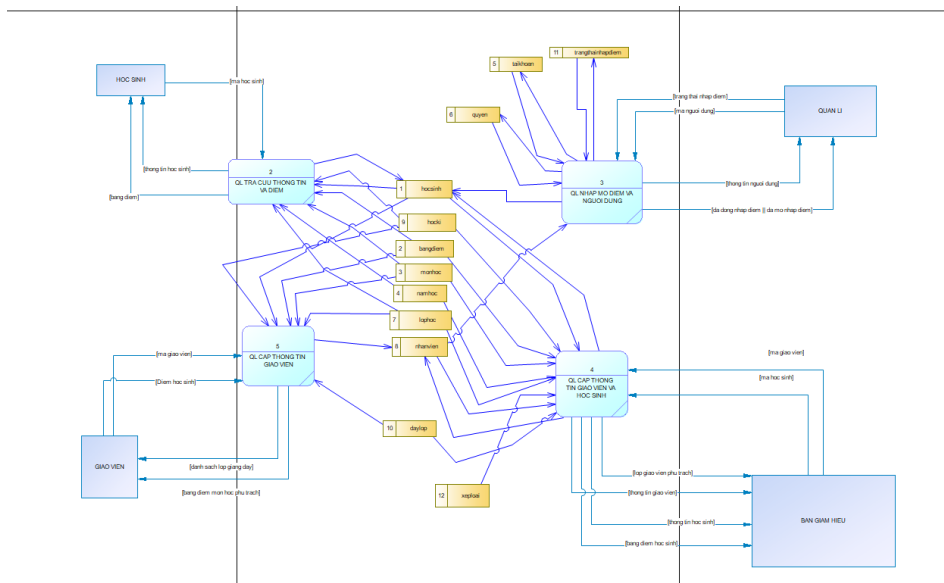 11 trangthainhapdiem
5 taikhoan
HOC SINH
[ma hoc sinh]
[trang thai nhap diem]
[ma nguoi dung]
QUAN LI
6 quyen
2
QL TRA CUU THONG TIN
VA DIEM
[thong tin hoc sinh]
[bang diem]
1 hocsinh
3
QL NHAP MO DIEM VA
NGUOI DUNG
[thong tin nguoi dung]
[da dong nhap diem || da mo nhap diem]
9 hocki
2 bangdiem
3 monhoc
4 namhoc
7 lophoc
8 nhanvien
5
QL CAP THONG TIN
GIAO VIEN
[ma giao vien]
[Diem hoc sinh]
4
QL CAP THONG
TIN GIAO VIEN VA
HOC SINH
[ma giao vien]
[ma hoc sinh]
10 daylop
GIAO VIEN
[danh sach lop giang day]
[bang diem mon hoc phu trach]
12 xeploai
[lop giao vien phu trach]
[thong tin giao vien]
[thong tin hoc sinh]
[bang diem hoc sinh]
BAN GIAM HIEU